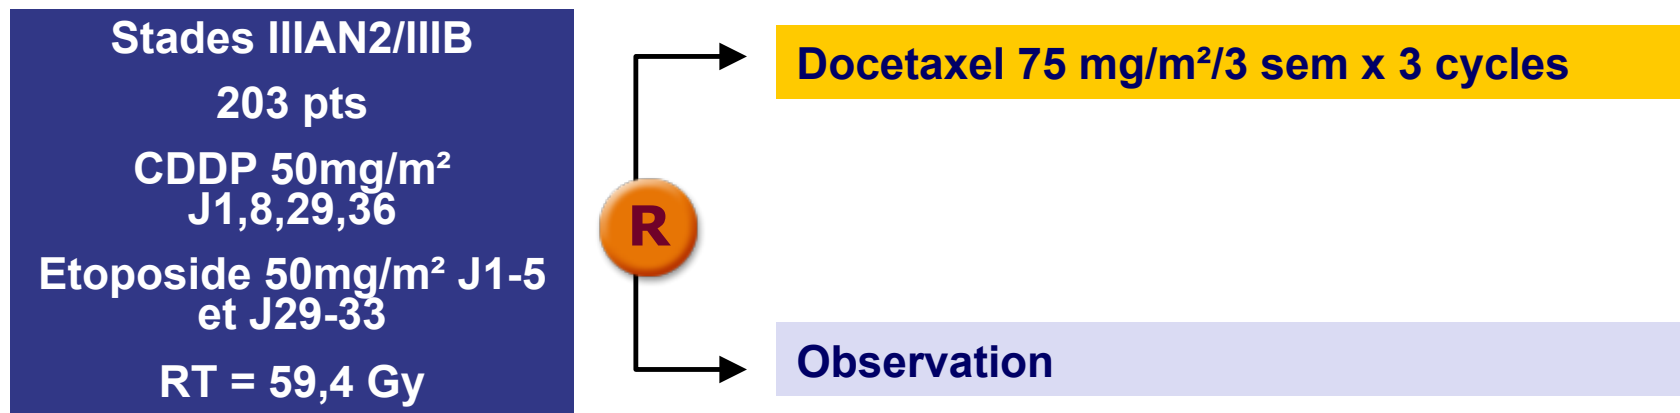 Stades IIIAN2/IIIB
203 pts
CDDP 50mg/m²
J1,8,29,36
Etoposide 50mg/m² J1-5
et J29-33
RT = 59,4 Gy
R
Docetaxel 75 mg/m²/3 sem x 3 cycles
Observation